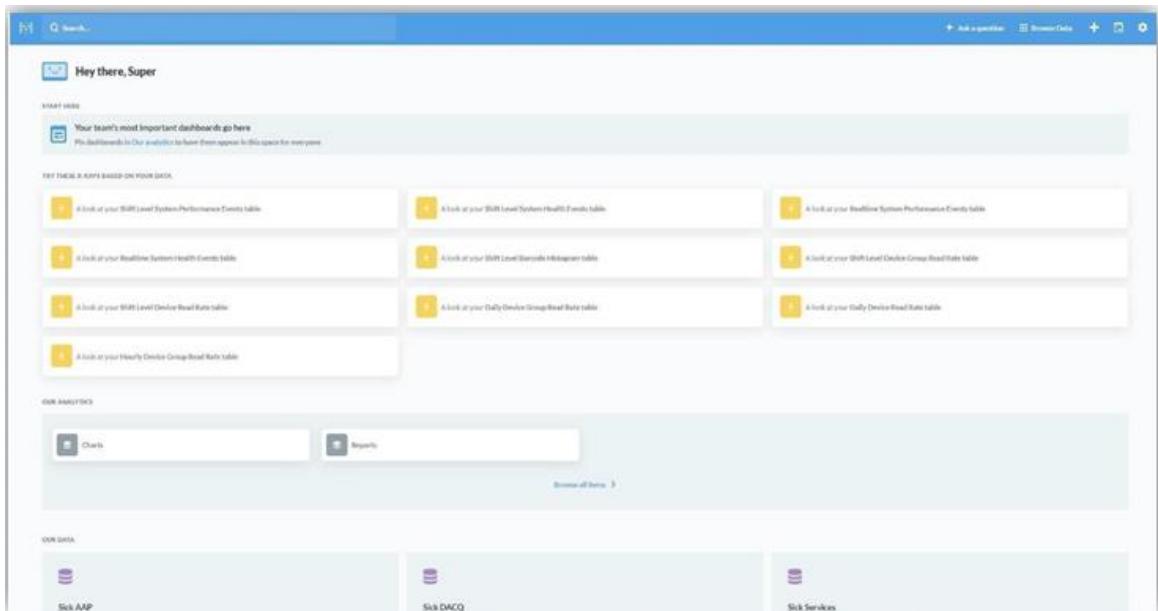 Search...
Ask a question
Browse Data
Hey there, Super
START HERE
Your team's most important dashboards go here
Pin dashboards in Our analytics to have them appear in this space for everyone
TRY THESE X-RAYS BASED ON YOUR DATA
A look at your Shift Level System Performance Events table
A look at your Shift Level System Health Events table
A look at your Realtime System Performance Events table
A look at your Realtime System Health Events table
A look at your Shift Level Barcode Histogram table
A look at your Shift Level Device Group Read Rate table
A look at your Shift Level Device Read Rate table
A look at your Daily Device Group Read Rate table
A look at your Daily Device Read Rate table
A look at your Hourly Device Group Read Rate table
OUR ANALYTICS
Charts
Reports
Browse all items
OUR DATA
Sick AAP
Sick DACQ
Sick Services